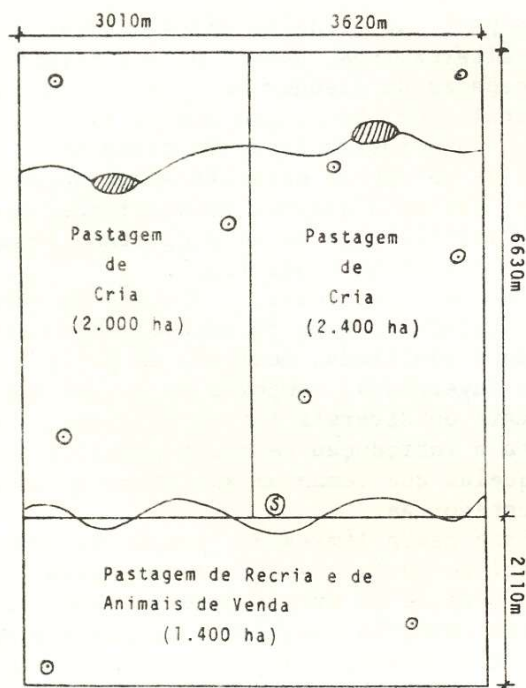 3010m
3620m
6630m
Pastagem
de
Cria
(2.000 ha)
Pastagem
de
Cria
(2.400 ha)
S
Pastagem de Recria e de
Animais de Venda
(1.400 ha)
2110m